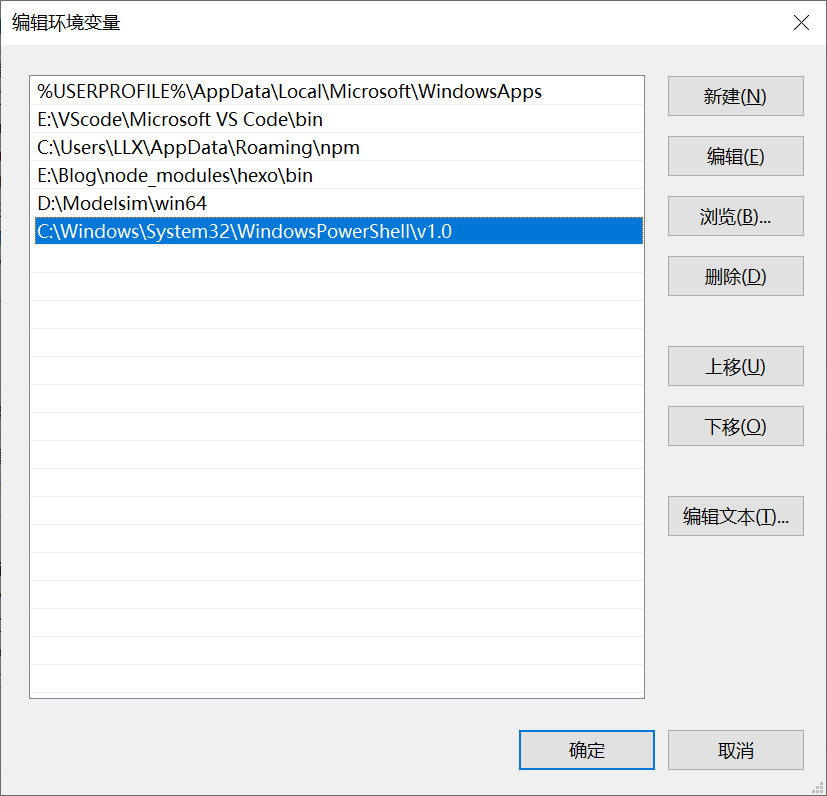 编辑环境变量
%USERPROFILE%\AppData\Local\Microsoft\WindowsApps
E:\VScode\Microsoft VS Code\bin
C:\Users\LLX\AppData\Roaming\npm
E:\Blog\node_modules\hexo\bin
D:\Modelsim\win64
C:\Windows\System32\WindowsPowerShell\v1.0
新建(N)
编辑(E)
浏览(B)...
删除(D)
上移(U)
下移(O)
编辑文本(T)...
确定
取消